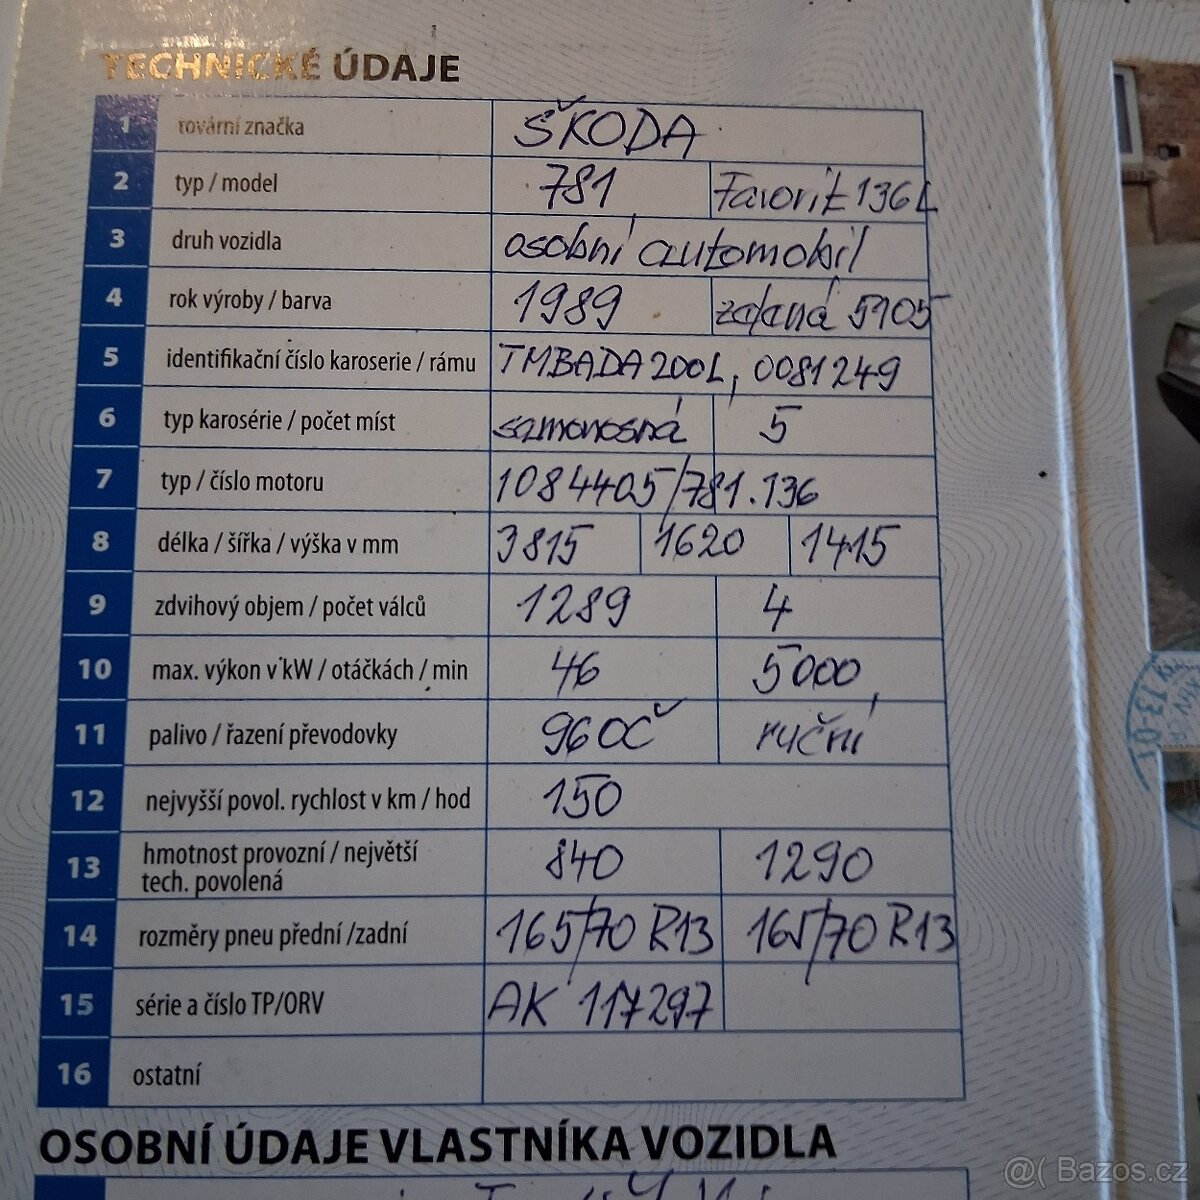 TECHNICKÉ ÚDAJE
1 tovární značka ŠKODA
2 typ / model 781 Favorit 136L
3 druh vozidla osobní automobil
4 rok výroby / barva 1989 5105
5 identifikační číslo karoserie / rámu TMBADA200L, 0081249
6 typ karosérie / počet míst samonosná 5
7 typ / číslo motoru 1084405/781.136
8 délka / šířka / výška v mm 3815 1620 1415
9 zdvihový objem / počet válců 1289 4
10 max. výkon v kW / otáčkách / min 46 5000
11 palivo / řazení převodovky 96 OČ ruční
12 nejvyšší povol. rychlost v km / hod 150
13 hmotnost provozní / největší
tech. povolená 840 1290
14 rozměry pneu přední /zadní 165/70 R13 165/70 R13
15 série a číslo TP/ORV AK 117297
16 ostatní
OSOBNÍ ÚDAJE VLASTNÍKA VOZIDLA
@( Bazos.cz